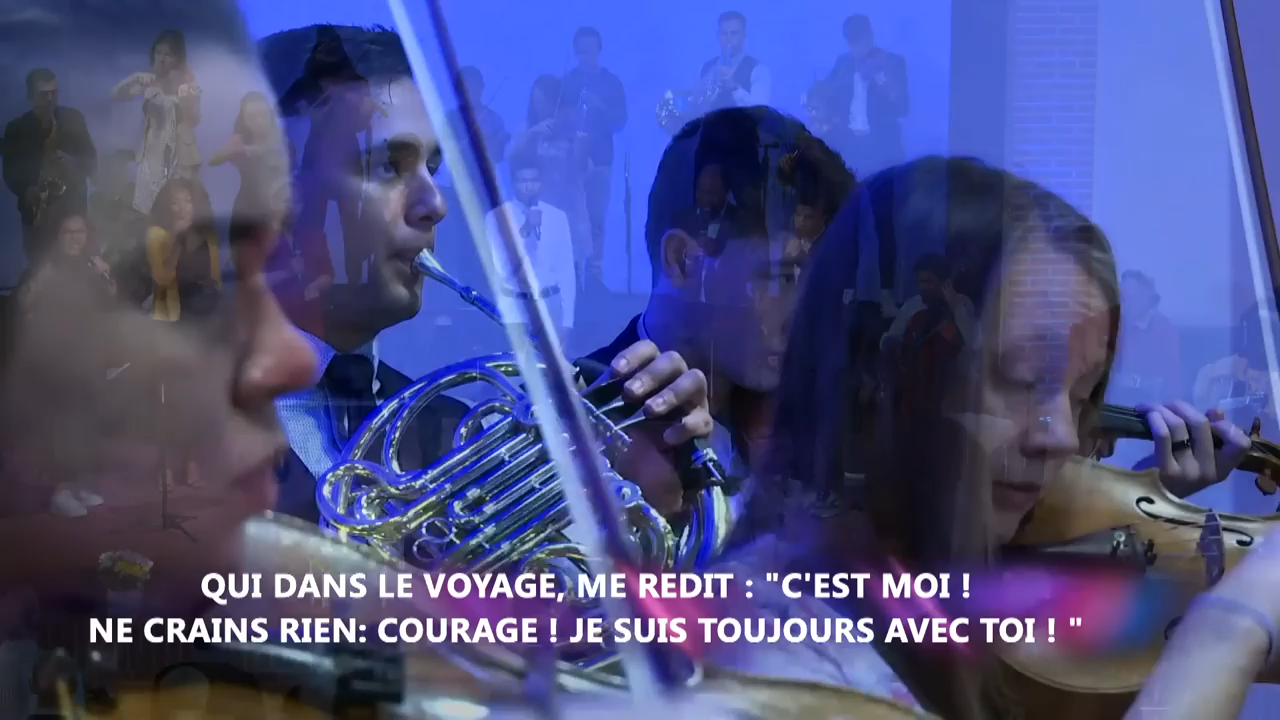 QUI DANS LE VOYAGE, ME REDIT : "C'EST MOI !
NE CRAINS RIEN: COURAGE ! JE SUIS TOUJOURS AVEC TOI ! "